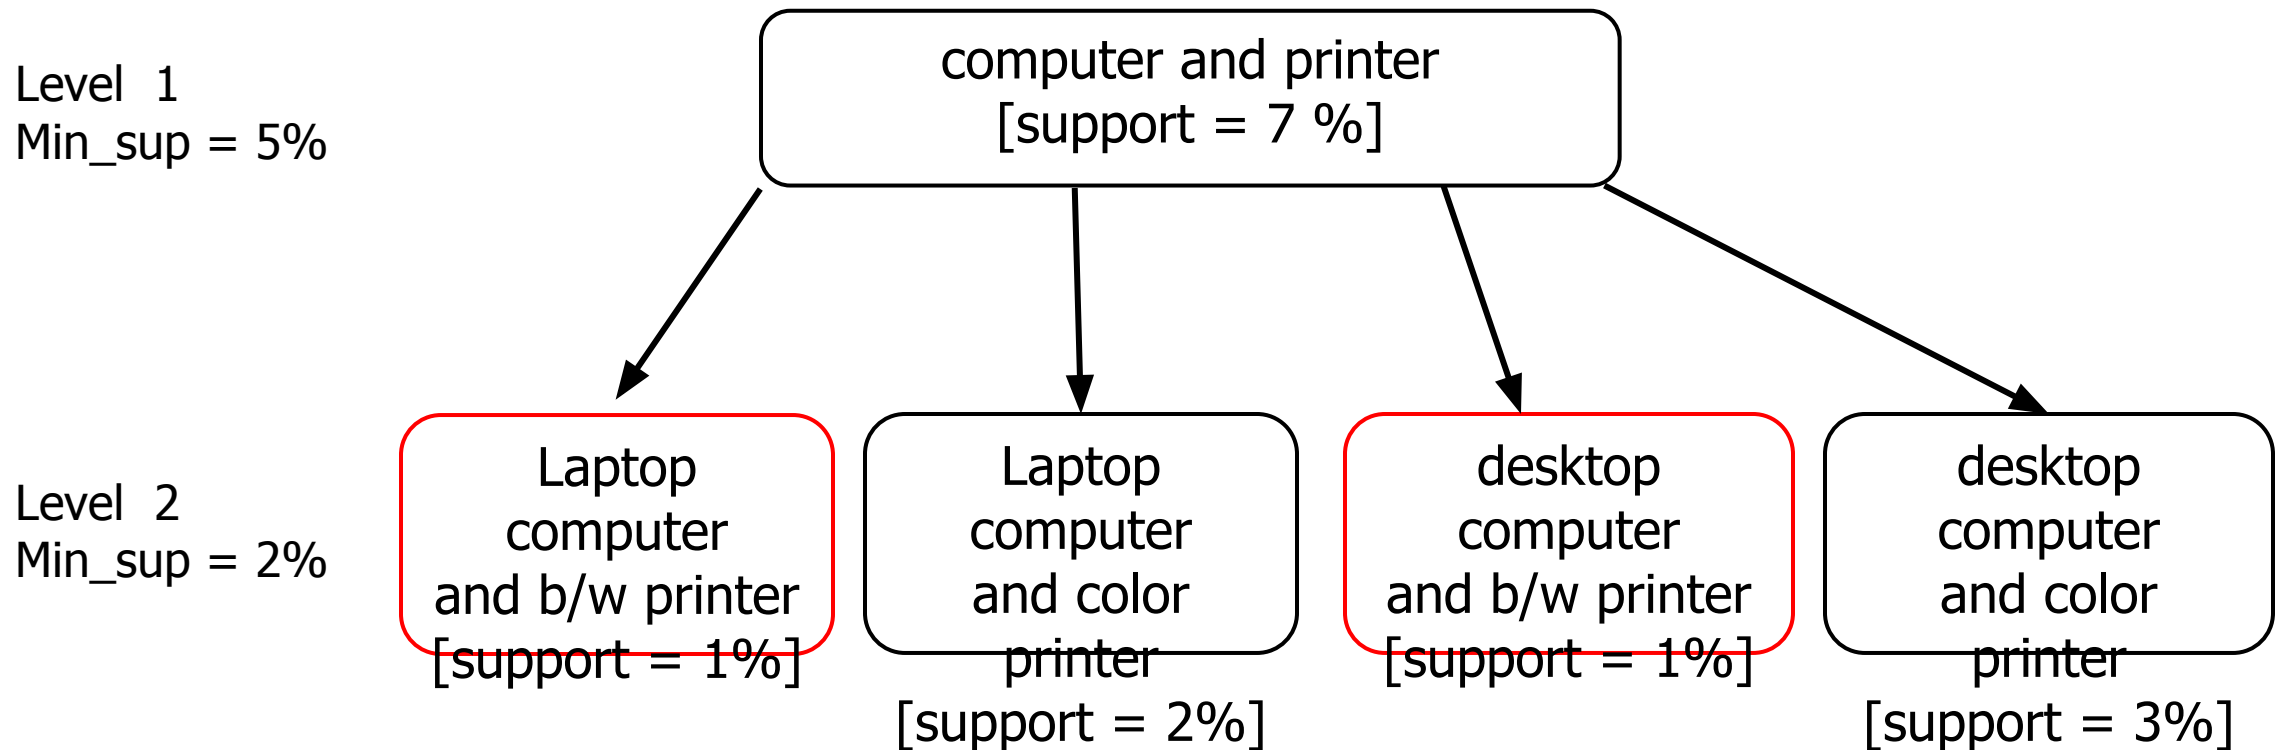 Level 1
Min_sup = 5%
computer and printer
[support = 7 %]
Level 2
Min_sup = 2%
Laptop
computer
and b/w printer
[support = 1%]
Laptop
computer
and color
printer
[support = 2%]
desktop
computer
and b/w printer
[support = 1%]
desktop
computer
and color
printer
[support = 3%]